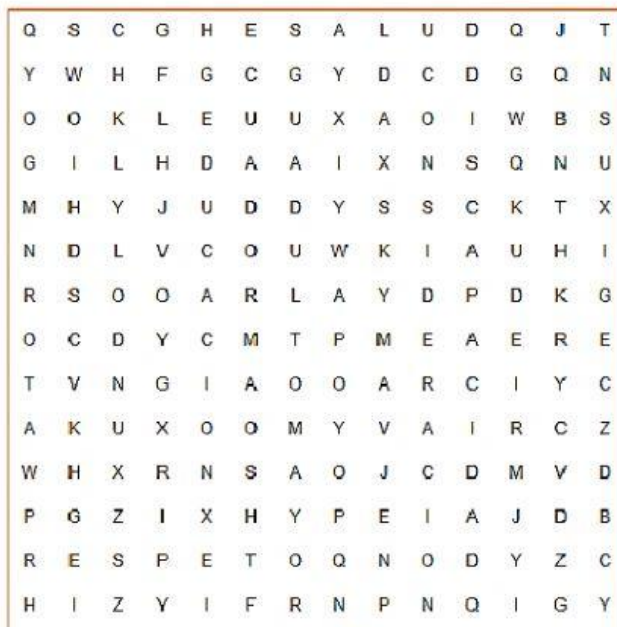 Q S C G H E S A L U D Q J T
Y W H F G C G Y D C D G Q N
O O K L E U U X A O I W B S
G I L H D A A I X N S Q N U
M H Y J U D D Y S S C K T X
N D L V C O U W K I A U H I
R S O O A R L A Y D P D K G
O C D Y C M T P M E A E R E
T V N G I A O O A R C I Y C
A K U X O O M Y V A I R C Z
W H X R N S A O J C D M V D
P G Z I X H Y P E I A J D B
R E S P E T O Q N O D Y Z C
H I Z Y I F R N P N Q I G Y